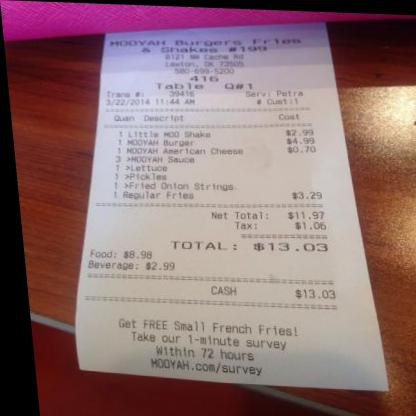 MOOYAH Burgers Fries
& Shakes #199
6121 NW Cache Rd
Lawton, OK 73505
580-699-5200
416
Table Q#1
Trans #: 39416 Serv: Petra
3/22/2014 11:44 AM # Cust:1
Quan Descript Cost
1 Little MOO Shake $2.99
1 MOOYAH Burger $4.99
1 MOOYAH American Cheese $0.70
3 >MOOYAH Sauce
1 >Lettuce
1 >Pickles
1 >Fried Onion Strings
1 Regular Fries $3.29
Net Total: $11.97
Tax: $1.06
TOTAL: $13.03
Food: $8.98
Beverage: $2.99
CASH $13.03
Get FREE Small French Fries!
Take our 1-minute survey
Within 72 hours
MOOYAH.com/survey